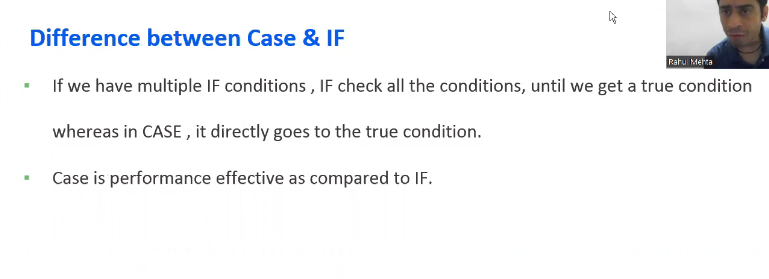 Difference between Case & IF
Rahul Mehta
▪ If we have multiple IF conditions , IF check all the conditions, until we get a true condition
whereas in CASE , it directly goes to the true condition.
▪ Case is performance effective as compared to IF.